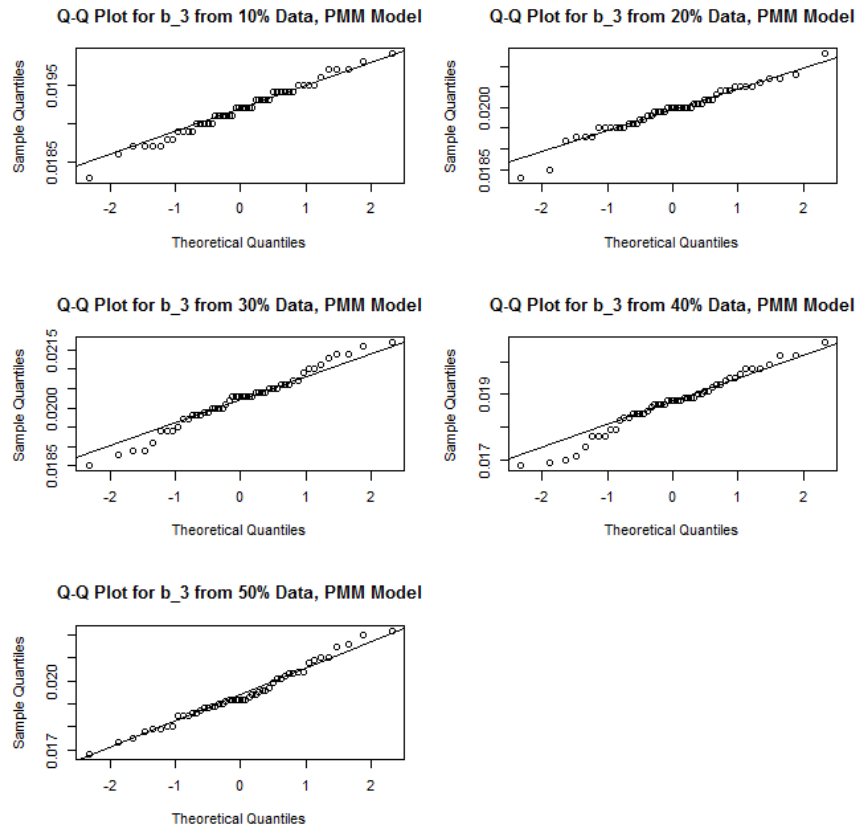 Q-Q Plot for b_3 from 10% Data, PMM Model
Sample Quantiles
0.0195
0.0185
-2 -1 0 1 2
Theoretical Quantiles
Q-Q Plot for b_3 from 20% Data, PMM Model
Sample Quantiles
0.0200
0.0185
-2 -1 0 1 2
Theoretical Quantiles
Q-Q Plot for b_3 from 30% Data, PMM Model
Sample Quantiles
0.0215
0.0200
0.0185
-2 -1 0 1 2
Theoretical Quantiles
Q-Q Plot for b_3 from 40% Data, PMM Model
Sample Quantiles
0.019
0.017
-2 -1 0 1 2
Theoretical Quantiles
Q-Q Plot for b_3 from 50% Data, PMM Model
Sample Quantiles
0.020
0.017
-2 -1 0 1 2
Theoretical Quantiles